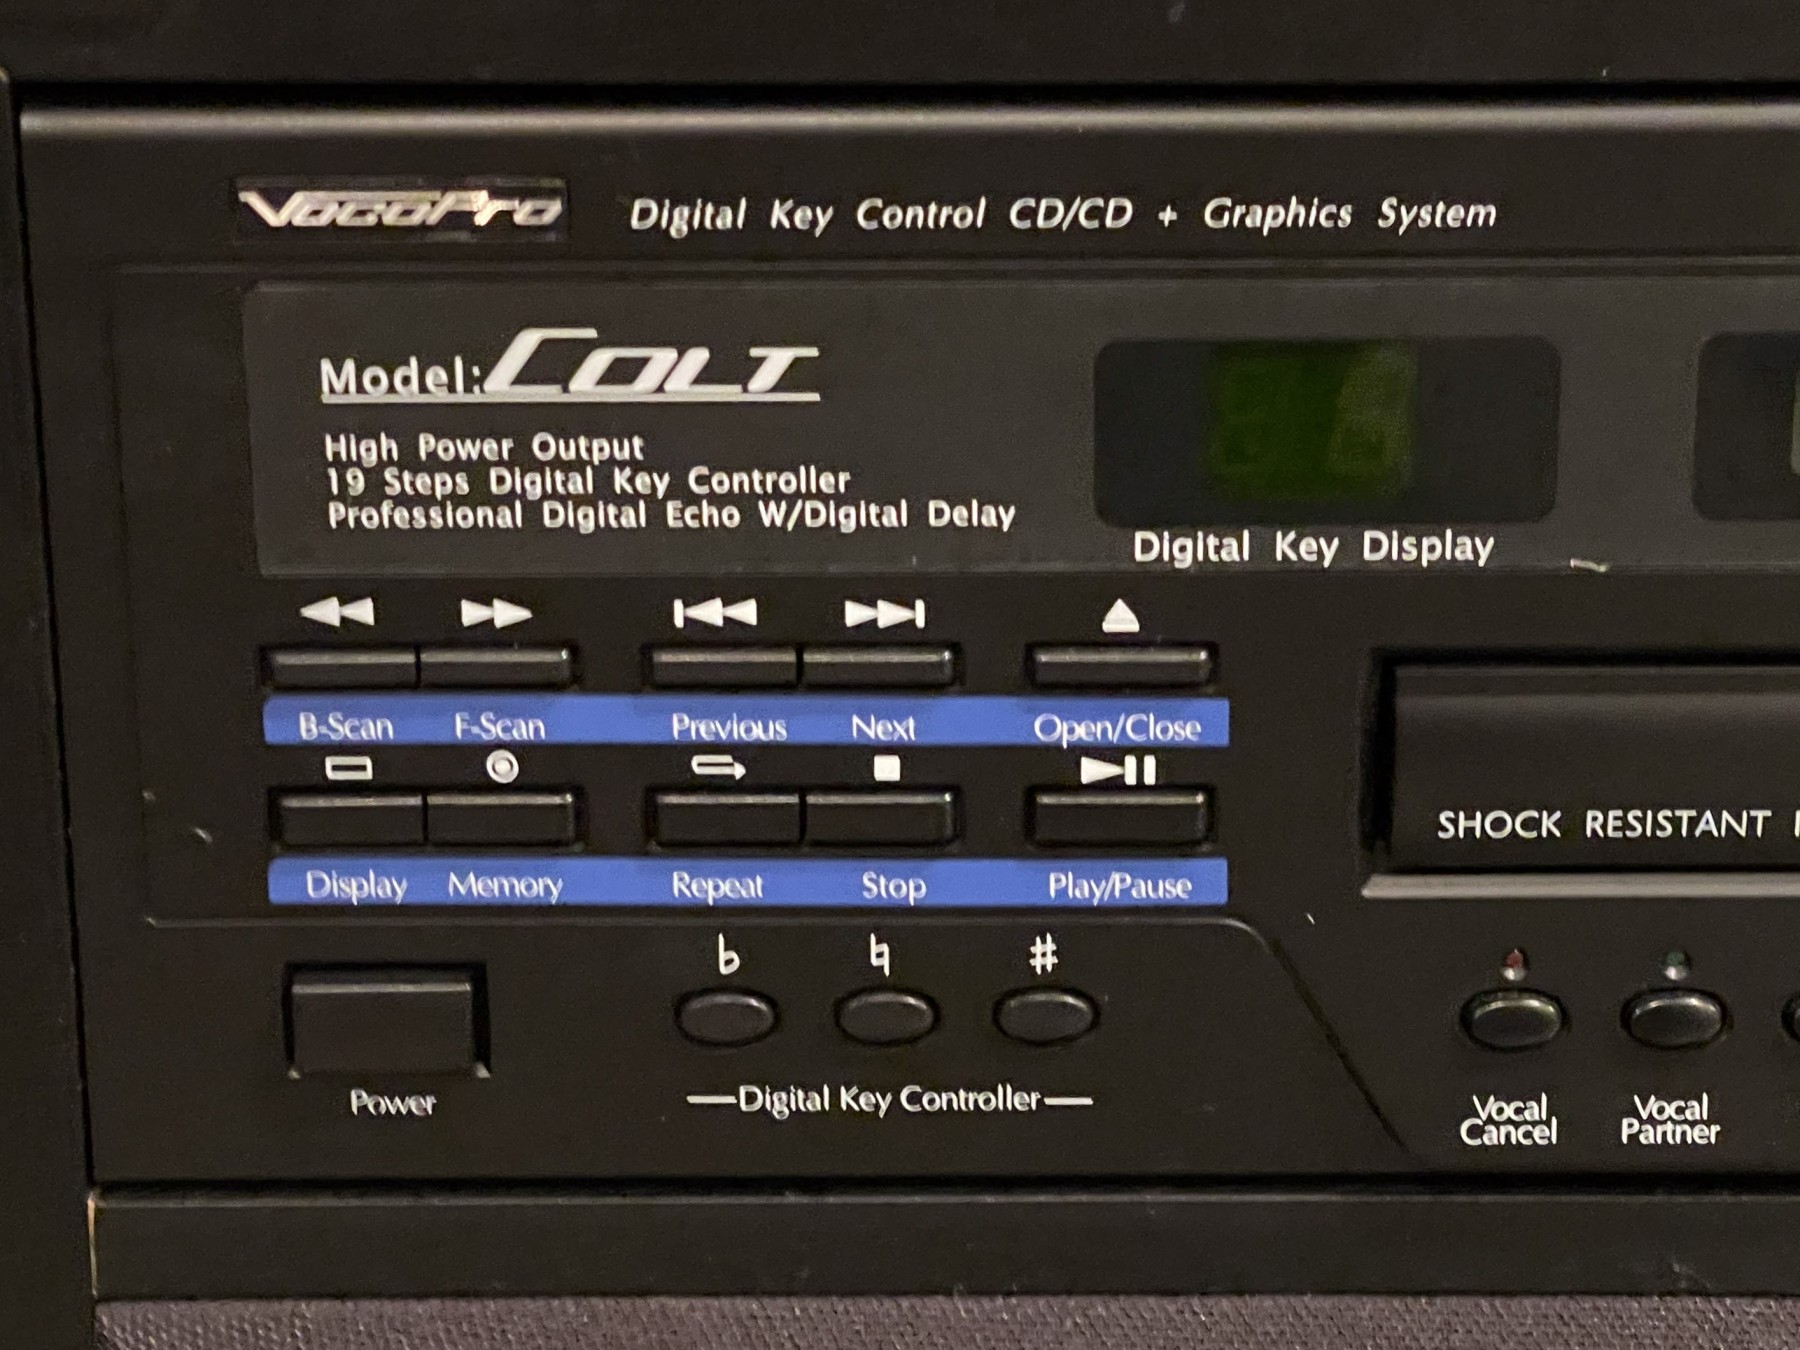 VocoPro Digital Key Control CD/CD + Graphics System
Model: COLT
High Power Output
19 Steps Digital Key Controller
Professional Digital Echo W/Digital Delay
Digital Key Display
B-Scan F-Scan Previous Next Open/Close
SHOCK RESISTANT
Display Memory Repeat Stop Play/Pause
♭ ♮ #
Power
Digital Key Controller
Vocal Cancel
Vocal Partner